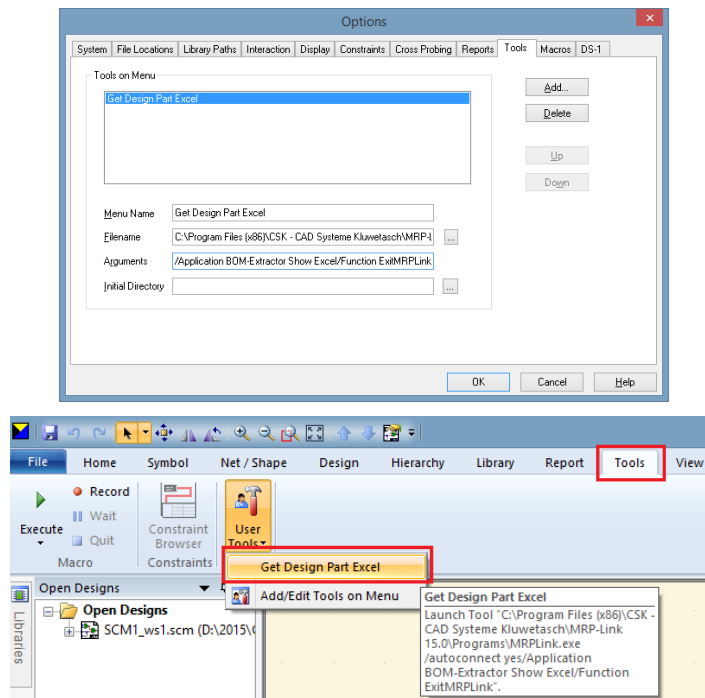 Options
System File Locations Library Paths Interaction Display Constraints Cross Probing Reports Tools Macros DS-1
Tools on Menu
Get Design Part Excel
Add...
Delete
Up
Down
Menu Name Get Design Part Excel
Filename C:\Program Files (x86)\CSK - CAD Systeme Kluwetasch\MRP-L ...
Arguments /Application BOM-Extractor Show Excel/Function ExitMRPLink
Initial Directory ...
OK Cancel Help
File Home Symbol Net / Shape Design Hierarchy Library Report Tools View
Record
Wait
Quit
Execute
Macro
Constraint
Browser
Constraints
User
Tools
Get Design Part Excel
Add/Edit Tools on Menu
Open Designs
Libraries
Open Designs
SCM1_ws1.scm (D:\2015\
Get Design Part Excel
Launch Tool "C:\Program Files (x86)\CSK -
CAD Systeme Kluwetasch\MRP-Link
15.0\Programs\MRPLink.exe
/autoconnect yes/Application
BOM-Extractor Show Excel/Function
ExitMRPLink".